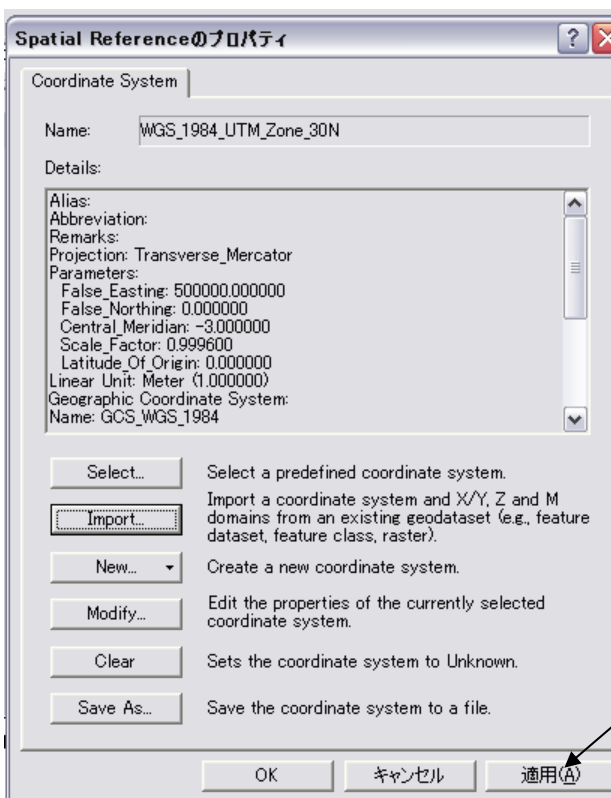 Spatial Referenceのプロパティ
Coordinate System
Name: WGS_1984_UTM_Zone_30N
Details:
Alias:
Abbreviation:
Remarks:
Projection: Transverse_Mercator
Parameters:
False_Easting: 500000.000000
False_Northing: 0.000000
Central_Meridian: -3.000000
Scale_Factor: 0.999600
Latitude_Of_Origin: 0.000000
Linear Unit: Meter (1.000000)
Geographic Coordinate System:
Name: GCS_WGS_1984
Select... Select a predefined coordinate system.
Import... Import a coordinate system and X/Y, Z and M
domains from an existing geodataset (e.g., feature
dataset, feature class, raster).
New... Create a new coordinate system.
Modify... Edit the properties of the currently selected
coordinate system.
Clear Sets the coordinate system to Unknown.
Save As... Save the coordinate system to a file.
OK キャンセル 適用(A)